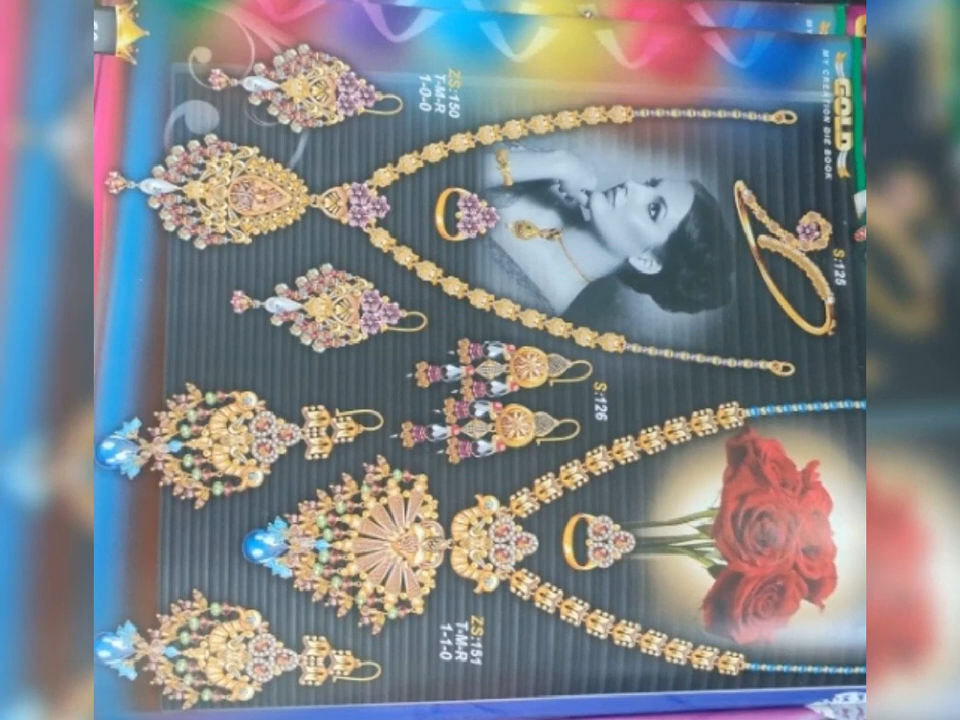 GOLD
MY CREATION DIE BOOK
ZS:150
T-M-R
1-0-0
S:125
S:126
ZS:151
T-M-R
1-1-0